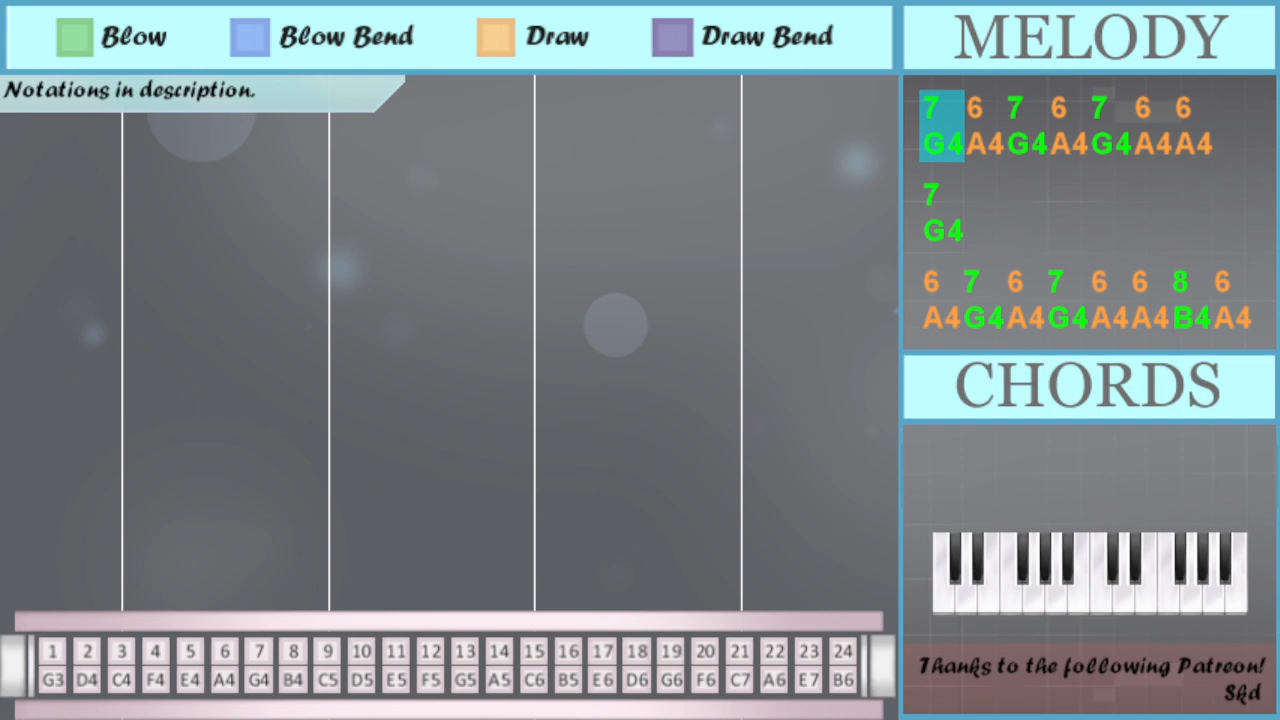 Blow Blow Bend Draw Draw Bend
Notations in description.
MELODY
7 6 7 6 7 6 6
G4 A4 G4 A4 G4 A4 A4
7
G4
6 7 6 7 6 6 8 6
A4 G4 A4 G4 A4 A4 B4 A4
CHORDS
Thanks to the following Patreon!
Skd
1 2 3 4 5 6 7 8 9 10 11 12 13 14 15 16 17 18 19 20 21 22 23 24
G3 D4 C4 F4 E4 A4 G4 B4 C5 D5 E5 F5 G5 A5 C6 B5 E6 D6 G6 F6 C7 A6 E7 B6